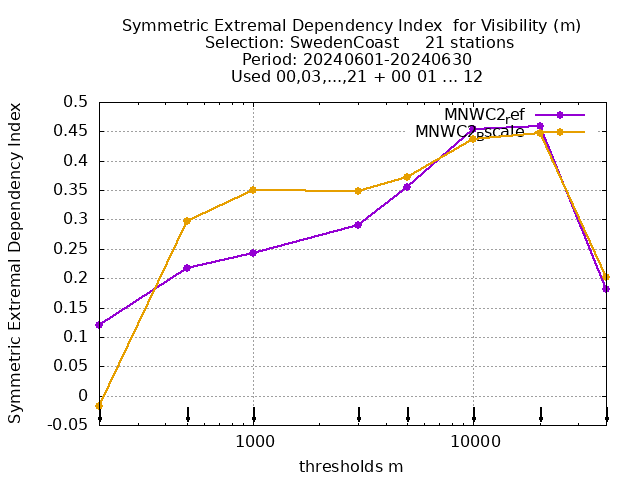 Symmetric Extremal Dependency Index for Visibility (m)
Selection: SwedenCoast 21 stations
Period: 20240601-20240630
Used 00,03,...,21 + 00 01 ... 12
Symmetric Extremal Dependency Index
0.5
0.45
0.4
0.35
0.3
0.25
0.2
0.15
0.1
0.05
0
-0.05
MNWC2ref
MNWC2Bscale
1000
10000
thresholds m